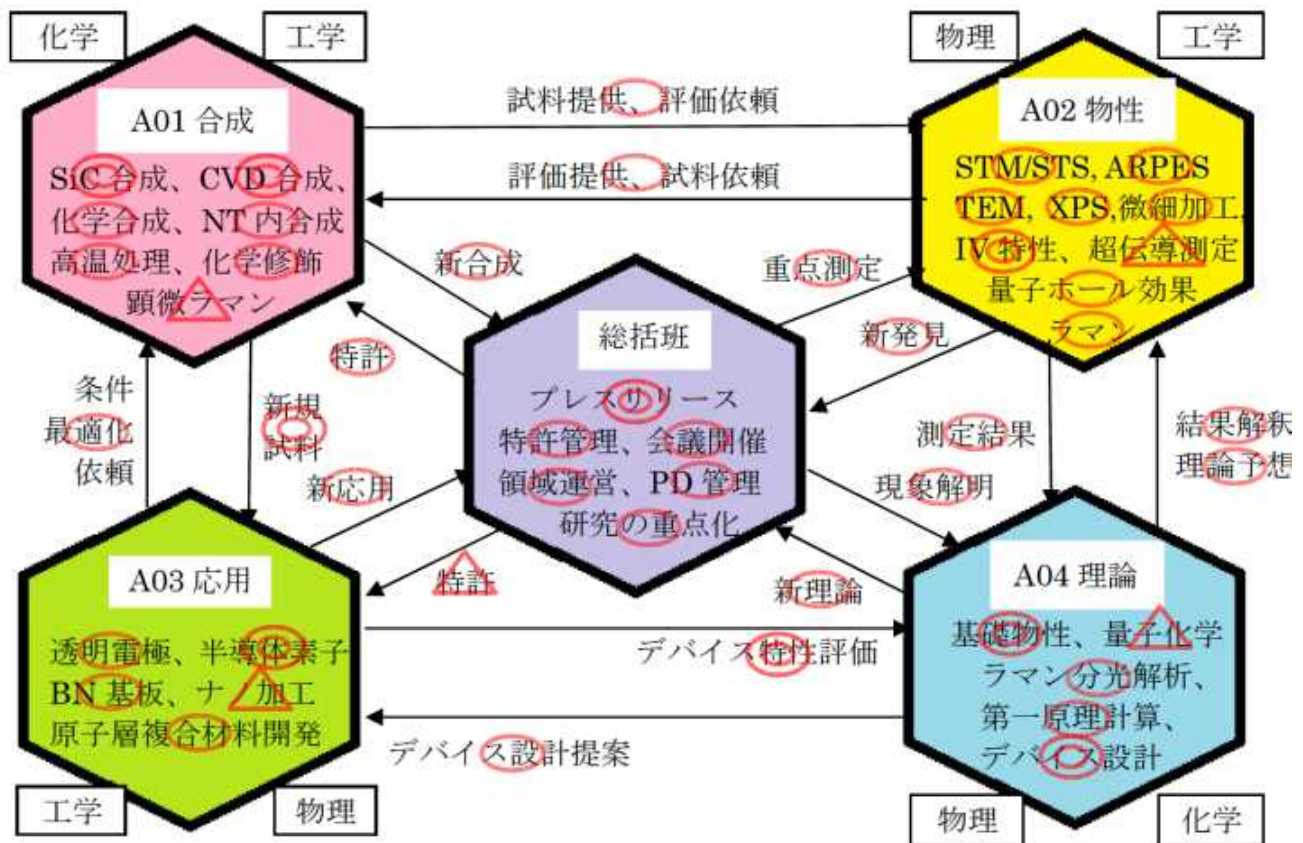 化学 工学
物理 工学
A01 合成
SiC 合成、CVD 合成、
化学合成、NT 内合成
高温処理、化学修飾
顕微ラマン
試料提供、評価依頼
評価提供、試料依頼
A02 物性
STM/STS, ARPES
TEM, XPS,微細加工,
IV 特性、超伝導測定
量子ホール効果
ラマン
新合成
特許
重点測定
新発見
総括班
プレスリリース
特許管理、会議開催
領域運営、PD 管理
研究の重点化
条件
最適化
依頼
新規
試料
新応用
特許
測定結果
現象解明
新理論
結果解釈
理論予想
A03 応用
透明電極、半導体素子
BN 基板、ナノ加工
原子層複合材料開発
デバイス特性評価
デバイス設計提案
A04 理論
基礎物性、量子化学
ラマン分光解析、
第一原理計算、
デバイス設計
工学 物理
物理 化学